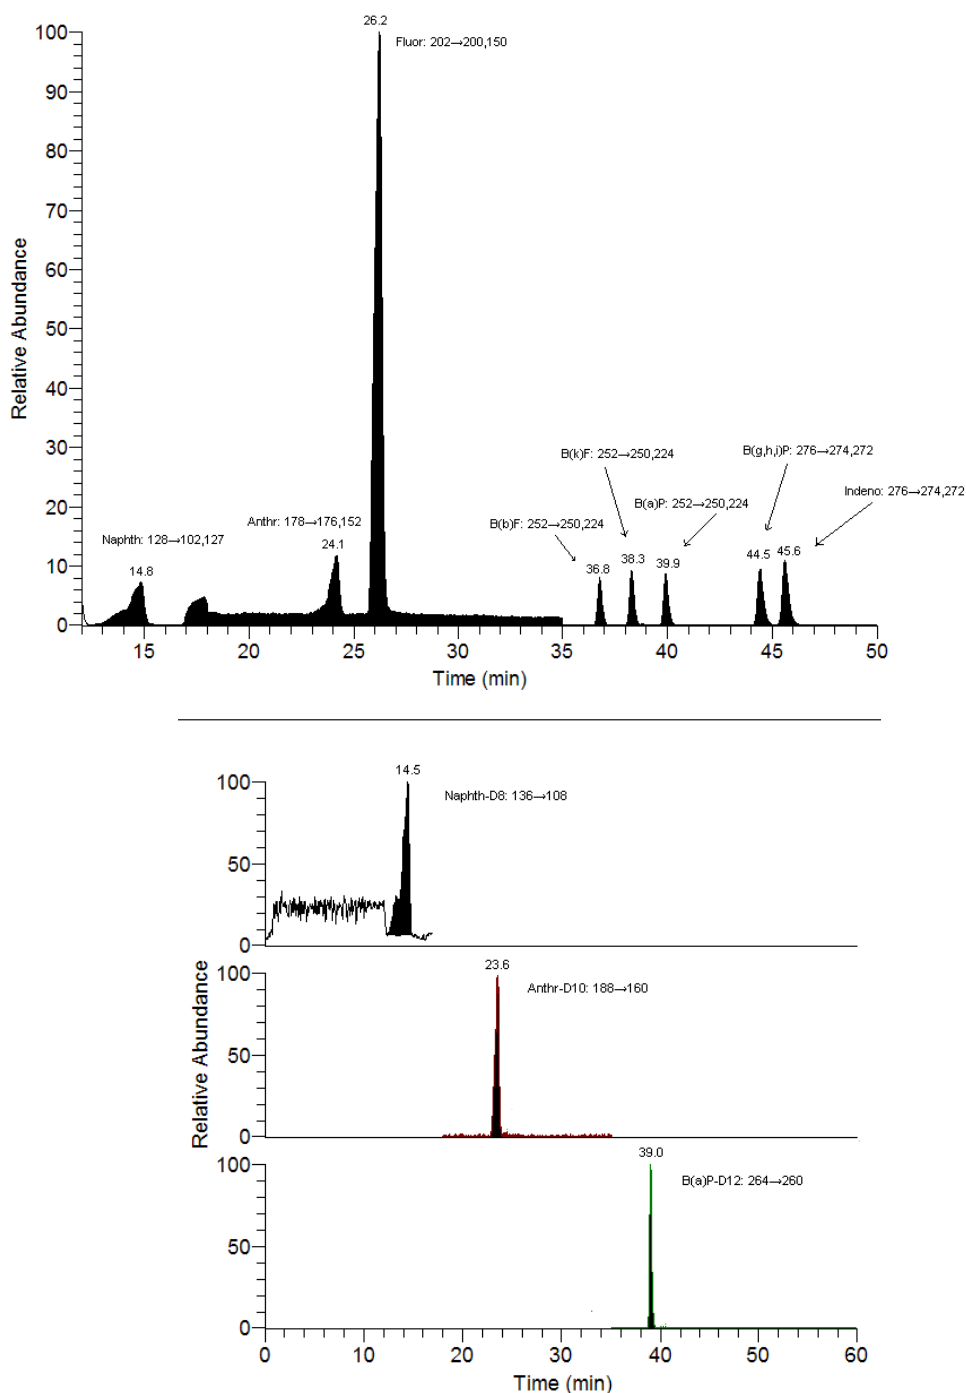 26.2
Fluor: 202→200,150
100
90
80
70
60
50
40
30
20
10
0
Relative Abundance
Naphth: 128→102,127
14.8
Anthr: 178→176,152
24.1
B(b)F: 252→250,224
36.8
B(k)F: 252→250,224
38.3
B(a)P: 252→250,224
39.9
B(g,h,i)P: 276→274,272
44.5
Indeno: 276→274,272
45.6
15 20 25 30 35 40 45 50
Time (min)
14.5
Naphth-D8: 136→108
100
50
0
23.6
Anthr-D10: 188→160
100
50
0
Relative Abundance
39.0
B(a)P-D12: 264→260
100
50
0
0 10 20 30 40 50 60
Time (min)